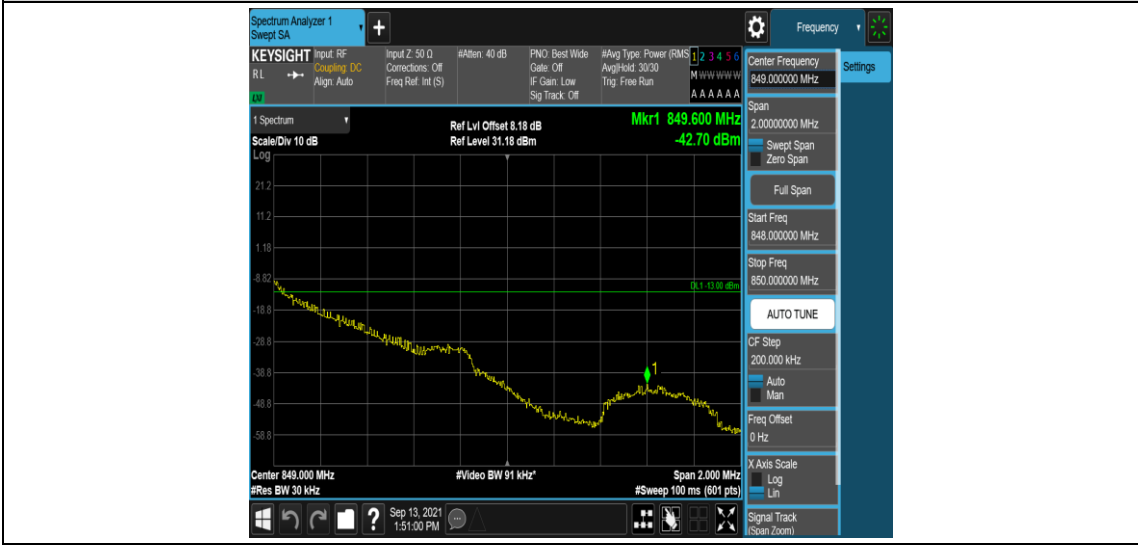 Spectrum Analyzer 1
Swept SA
Frequency
KEYSIGHT
RL
LM
Input: RF
Coupling: DC
Align: Auto
Input Z: 50 Ω
Corrections: Off
Freq Ref: Int (S)
#Atten: 40 dB
PNO: Best Wide
Gate: Off
IF Gain: Low
Sig Track: Off
#Avg Type: Power (RMS
Avg|Hold: 30/30
Trig: Free Run
1 2 3 4 5 6
M W W W W W
A A A A A A
1 Spectrum
Scale/Div 10 dB
Ref Lvl Offset 8.18 dB
Ref Level 31.18 dBm
Mkr1 849.600 MHz
-42.70 dBm
Log
21.2
11.2
1.18
-8.82
-18.8
-28.8
-38.8
-48.8
-58.8
DL1 -13.00 dBm
1
Center 849.000 MHz
#Res BW 30 kHz
#Video BW 91 kHz*
Span 2.000 MHz
#Sweep 100 ms (601 pts)
Sep 13, 2021
1:51:00 PM
Center Frequency
849.000000 MHz
Span
2.00000000 MHz
Swept Span
Zero Span
Full Span
Start Freq
848.000000 MHz
Stop Freq
850.000000 MHz
AUTO TUNE
CF Step
200.000 kHz
Auto
Man
Freq Offset
0 Hz
X Axis Scale
Log
Lin
Signal Track
(Span Zoom)
Settings